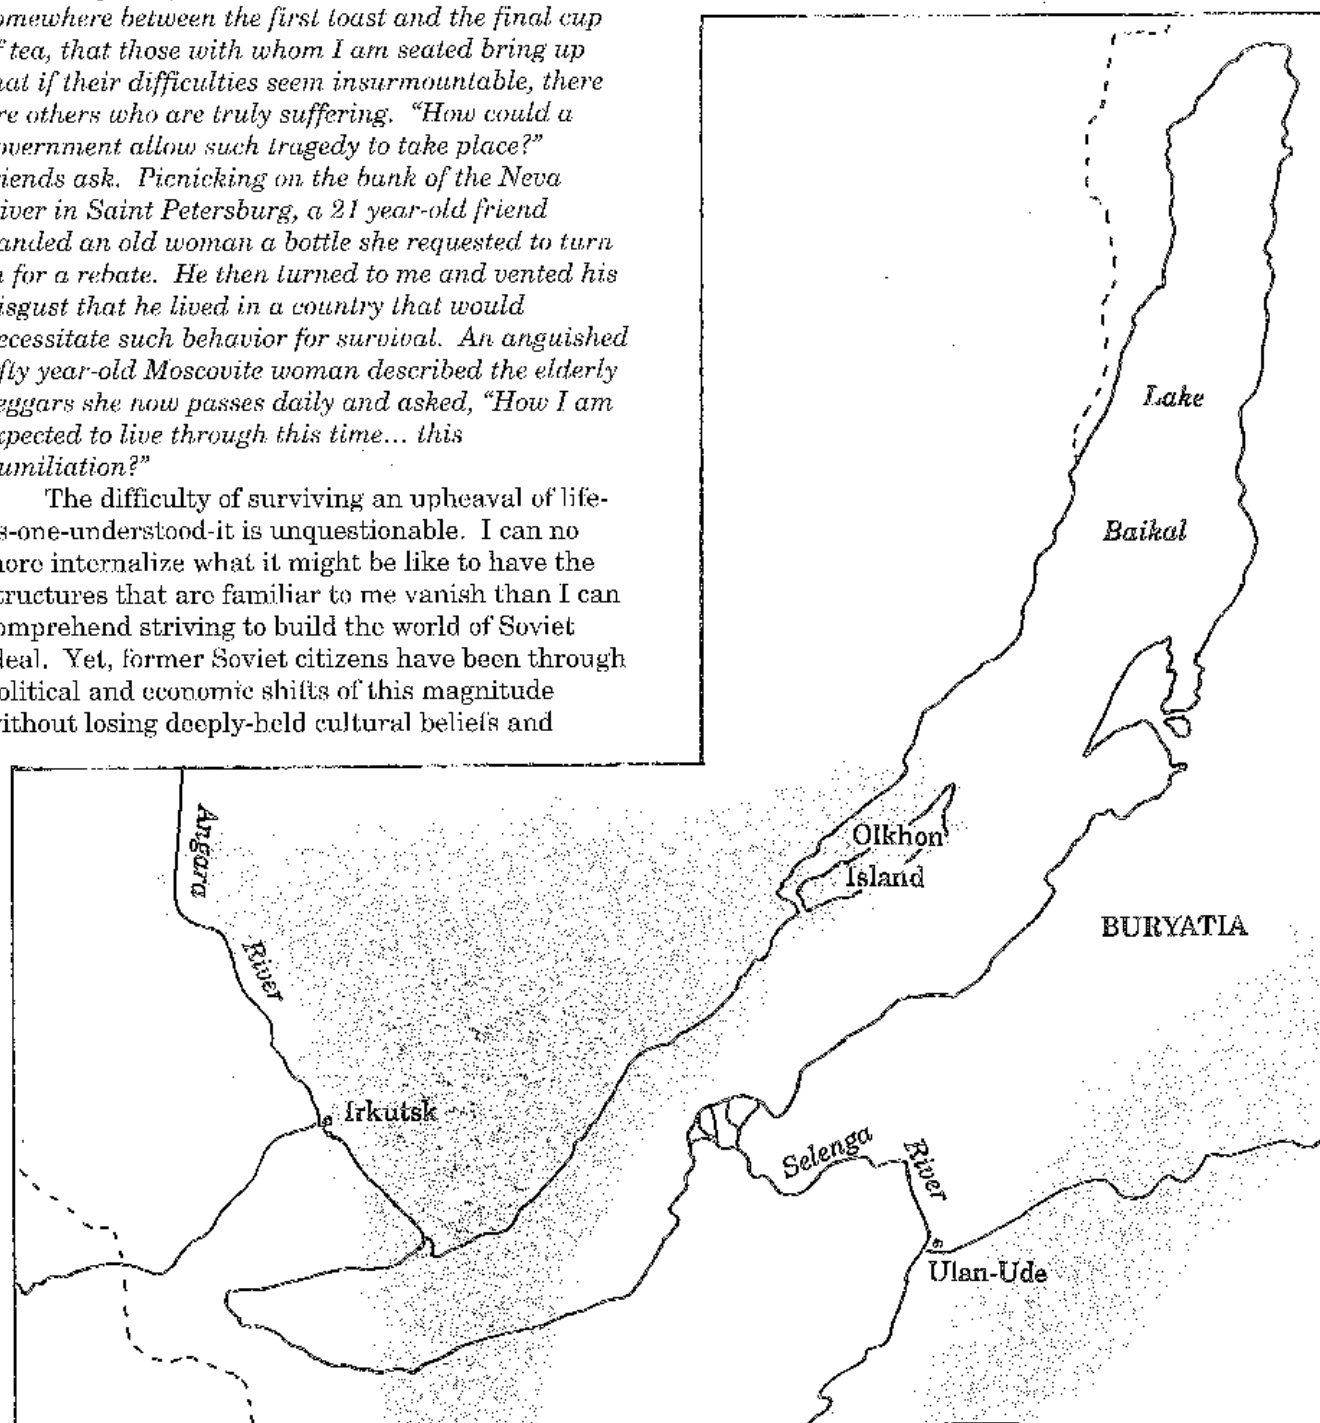 omewhere between the first toast and the final cup
f tea, that those with whom I am seated bring up
hat if their difficulties seem insurmountable, there
re others who are truly suffering. “How could a
overnment allow such tragedy to take place?”
riends ask. Picnicking on the bank of the Neva
iver in Saint Petersburg, a 21 year-old friend
anded an old woman a bottle she requested to turn
n for a rebate. He then turned to me and vented his
isgust that he lived in a country that would
ecessitate such behavior for survival. An anguished
fty year-old Moscovite woman described the elderly
eggars she now passes daily and asked, “How I am
xpected to live through this time... this
umiliation?”
The difficulty of surviving an upheaval of life-
s-one-understood-it is unquestionable. I can no
nore internalize what it might be like to have the
tructures that are familiar to me vanish than I can
omprehend striving to build the world of Soviet
deal. Yet, former Soviet citizens have been through
olitical and economic shifts of this magnitude
vithout losing deeply-held cultural beliefs and
Lake
Baikal
Olkhon
Island
BURYATIA
Angara
River
Irkutsk
Selenga
River
Ulan-Ude